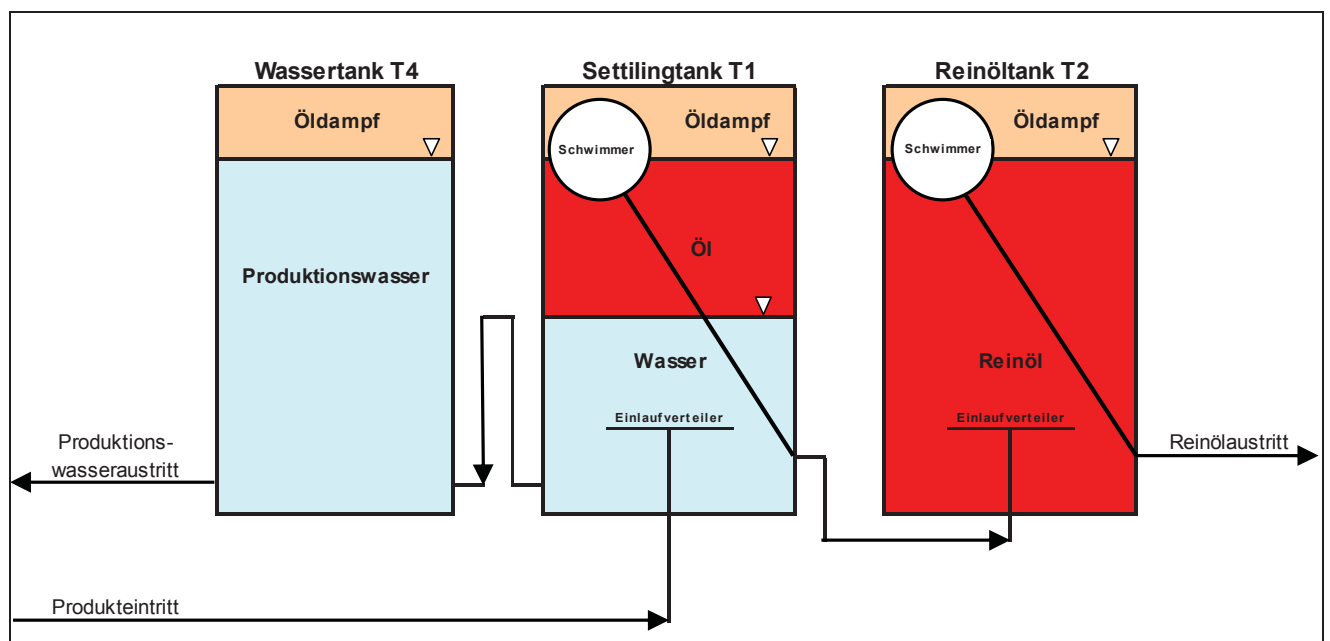 Wassertank T4
Settilingtank T1
Reinöltank T2
Öldampf
Öldampf
Öldampf
Schwimmer
Schwimmer
Öl
Produktionswasser
Wasser
Reinöl
Einlaufverteiler
Einlaufverteiler
Produktions-
wasseraustritt
Reinölaustritt
Produkteintritt